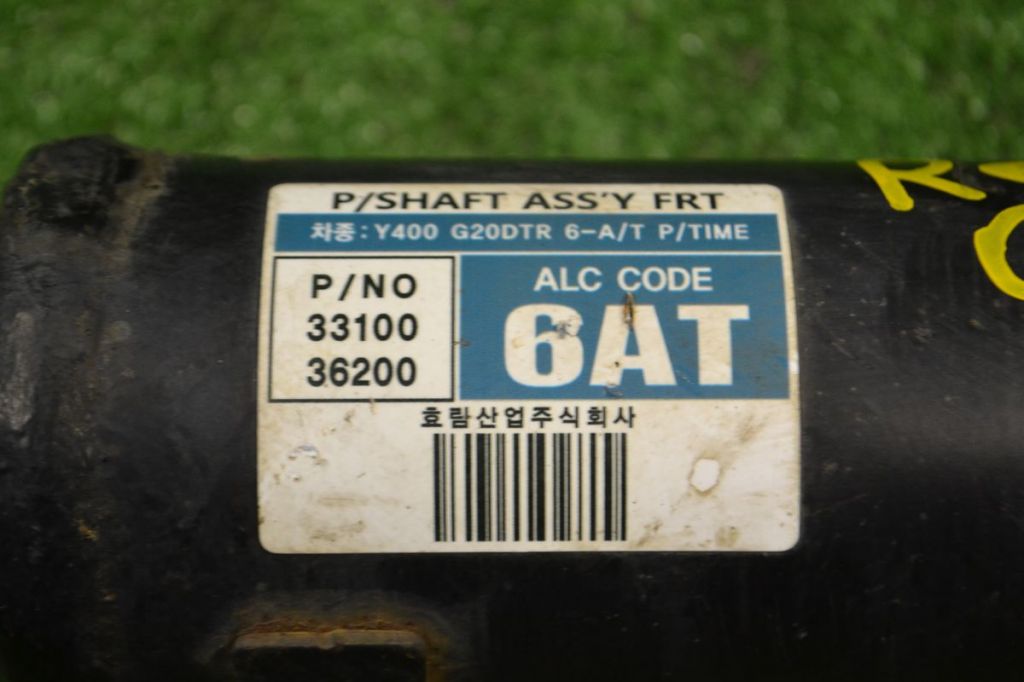 P/SHAFT ASS'Y FRT
차종: Y400 G20DTR 6-A/T P/TIME
P/NO
33100
36200
ALC CODE
6AT
효림산업주식회사